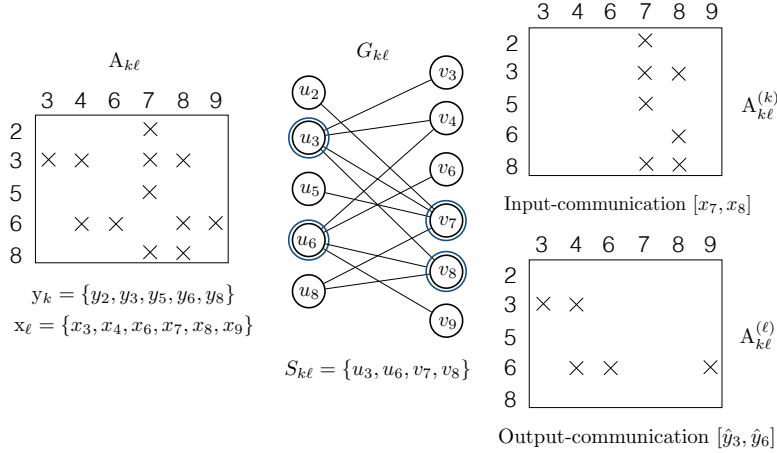 A_{kℓ}
3 4 6 7 8 9
2
3
5
6
8
y_k = {y_2, y_3, y_5, y_6, y_8}
x_ℓ = {x_3, x_4, x_6, x_7, x_8, x_9}
G_{kℓ}
u_2
u_3
u_5
u_6
u_8
v_3
v_4
v_6
v_7
v_8
v_9
S_{kℓ} = {u_3, u_6, v_7, v_8}
3 4 6 7 8 9
2
3
5
6
8
A_{kℓ}^{(k)}
Input-communication [x_7, x_8]
3 4 6 7 8 9
2
3
5
6
8
A_{kℓ}^{(ℓ)}
Output-communication [ŷ_3, ŷ_6]